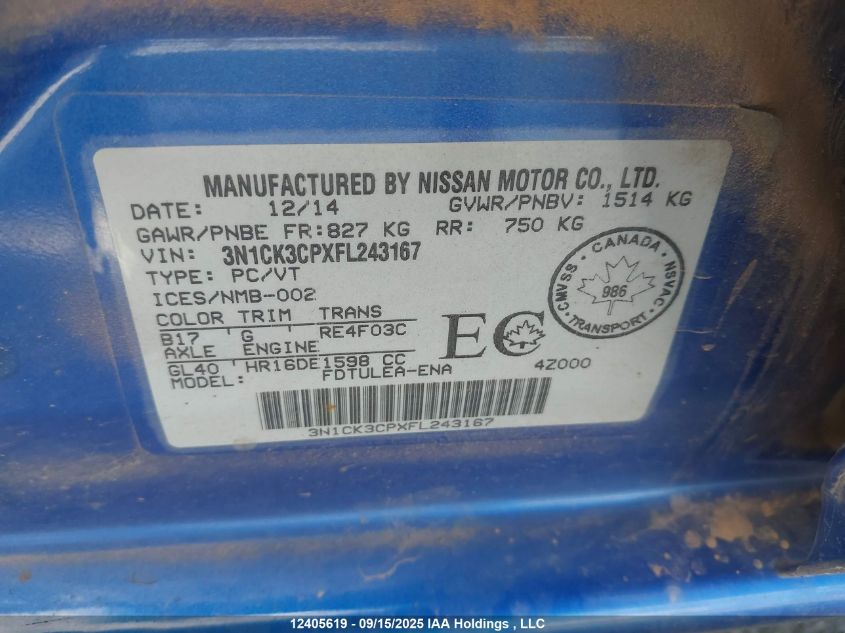 MANUFACTURED BY NISSAN MOTOR CO., LTD.
DATE: 12/14 GVWR/PNBV: 1514 KG
GAWR/PNBE FR:827 KG RR: 750 KG
VIN: 3N1CK3CPXFL243167
TYPE: PC/VT
ICES/NMB-002
COLOR TRIM TRANS
B17 G RE4F03C
AXLE ENGINE
GL40 HR16DE1598 CC
MODEL: FDTULEA-ENA 4Z000
EC
CMVSS CANADA NSVAC
986
TRANSPORT
3N1CK3CPXFL243167
12405619 - 09/15/2025 IAA Holdings , LLC